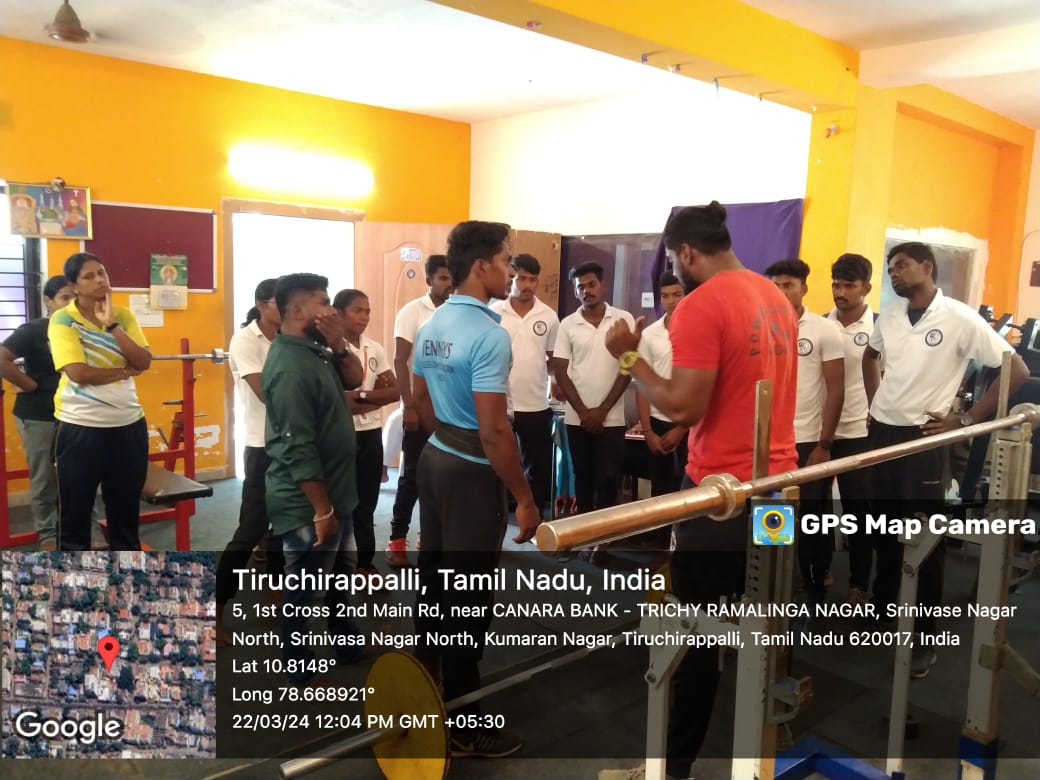 JENNYS
GPS Map Camera
Tiruchirappalli, Tamil Nadu, India
5, 1st Cross 2nd Main Rd, near CANARA BANK - TRICHY RAMALINGA NAGAR, Srinivase Nagar
North, Srinivasa Nagar North, Kumaran Nagar, Tiruchirappalli, Tamil Nadu 620017, India
Lat 10.8148°
Long 78.668921°
22/03/24 12:04 PM GMT +05:30
Google